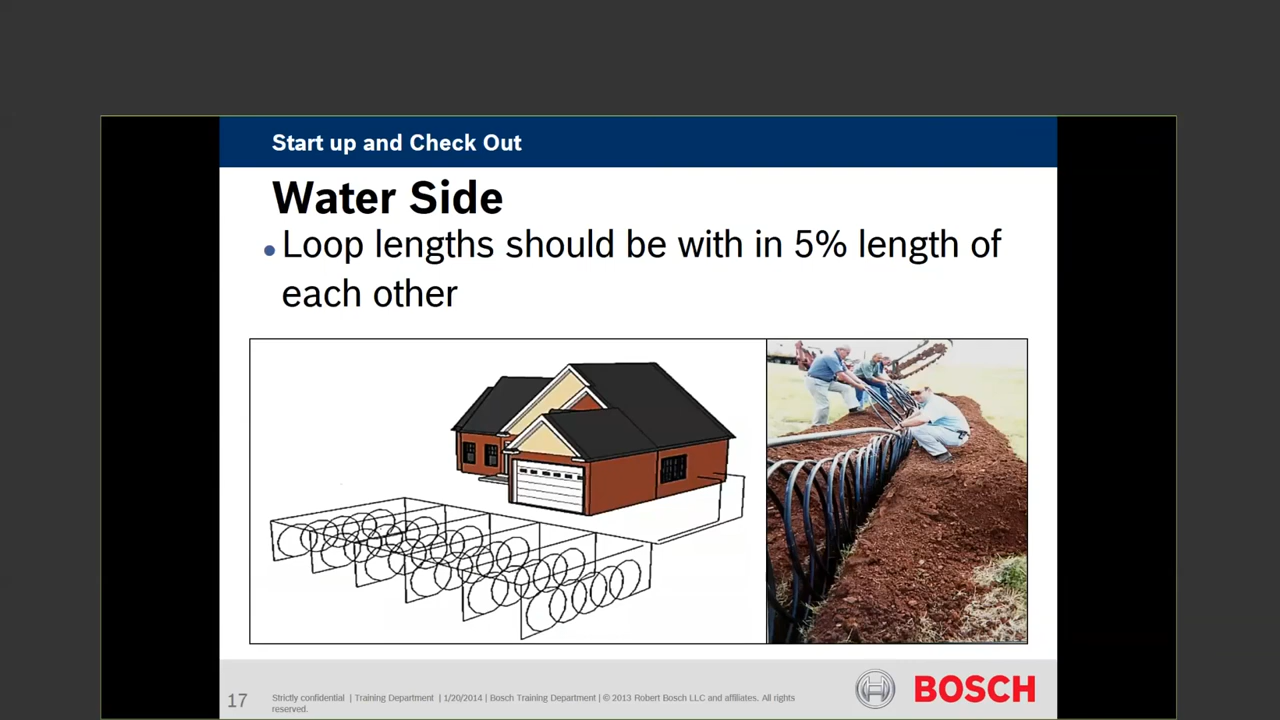 Start up and Check Out
Water Side
• Loop lengths should be with in 5% length of
each other
17
Strictly confidential | Training Department | 1/20/2014 | Bosch Training Department | © 2013 Robert Bosch LLC and affiliates. All rights
reserved.
BOSCH